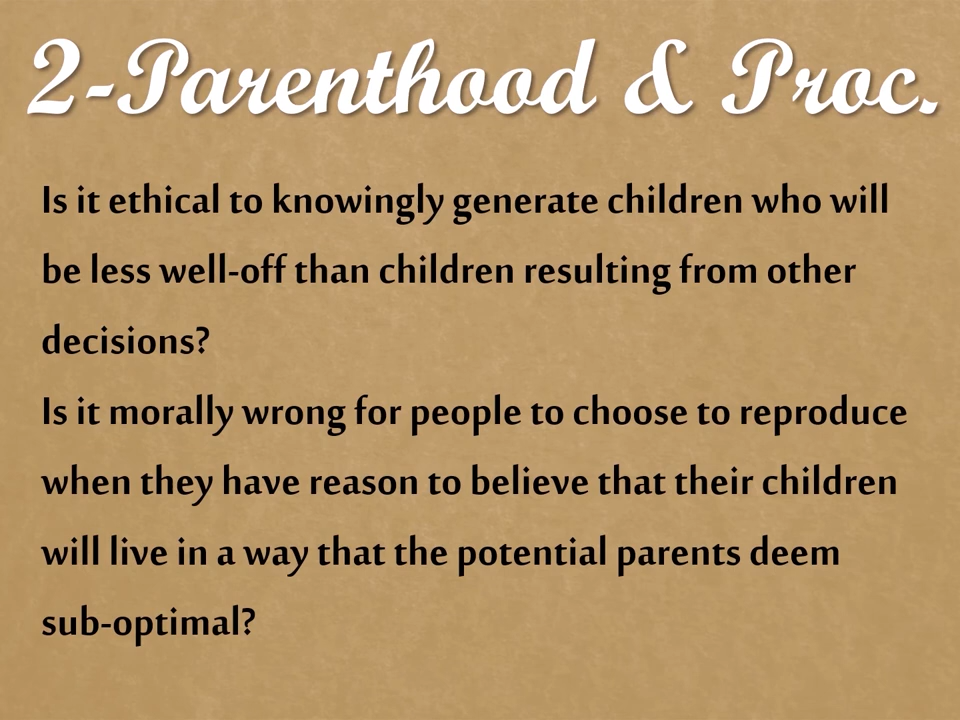 2-Parenthood & Proc.
Is it ethical to knowingly generate children who will
be less well-off than children resulting from other
decisions?
Is it morally wrong for people to choose to reproduce
when they have reason to believe that their children
will live in a way that the potential parents deem
sub-optimal?